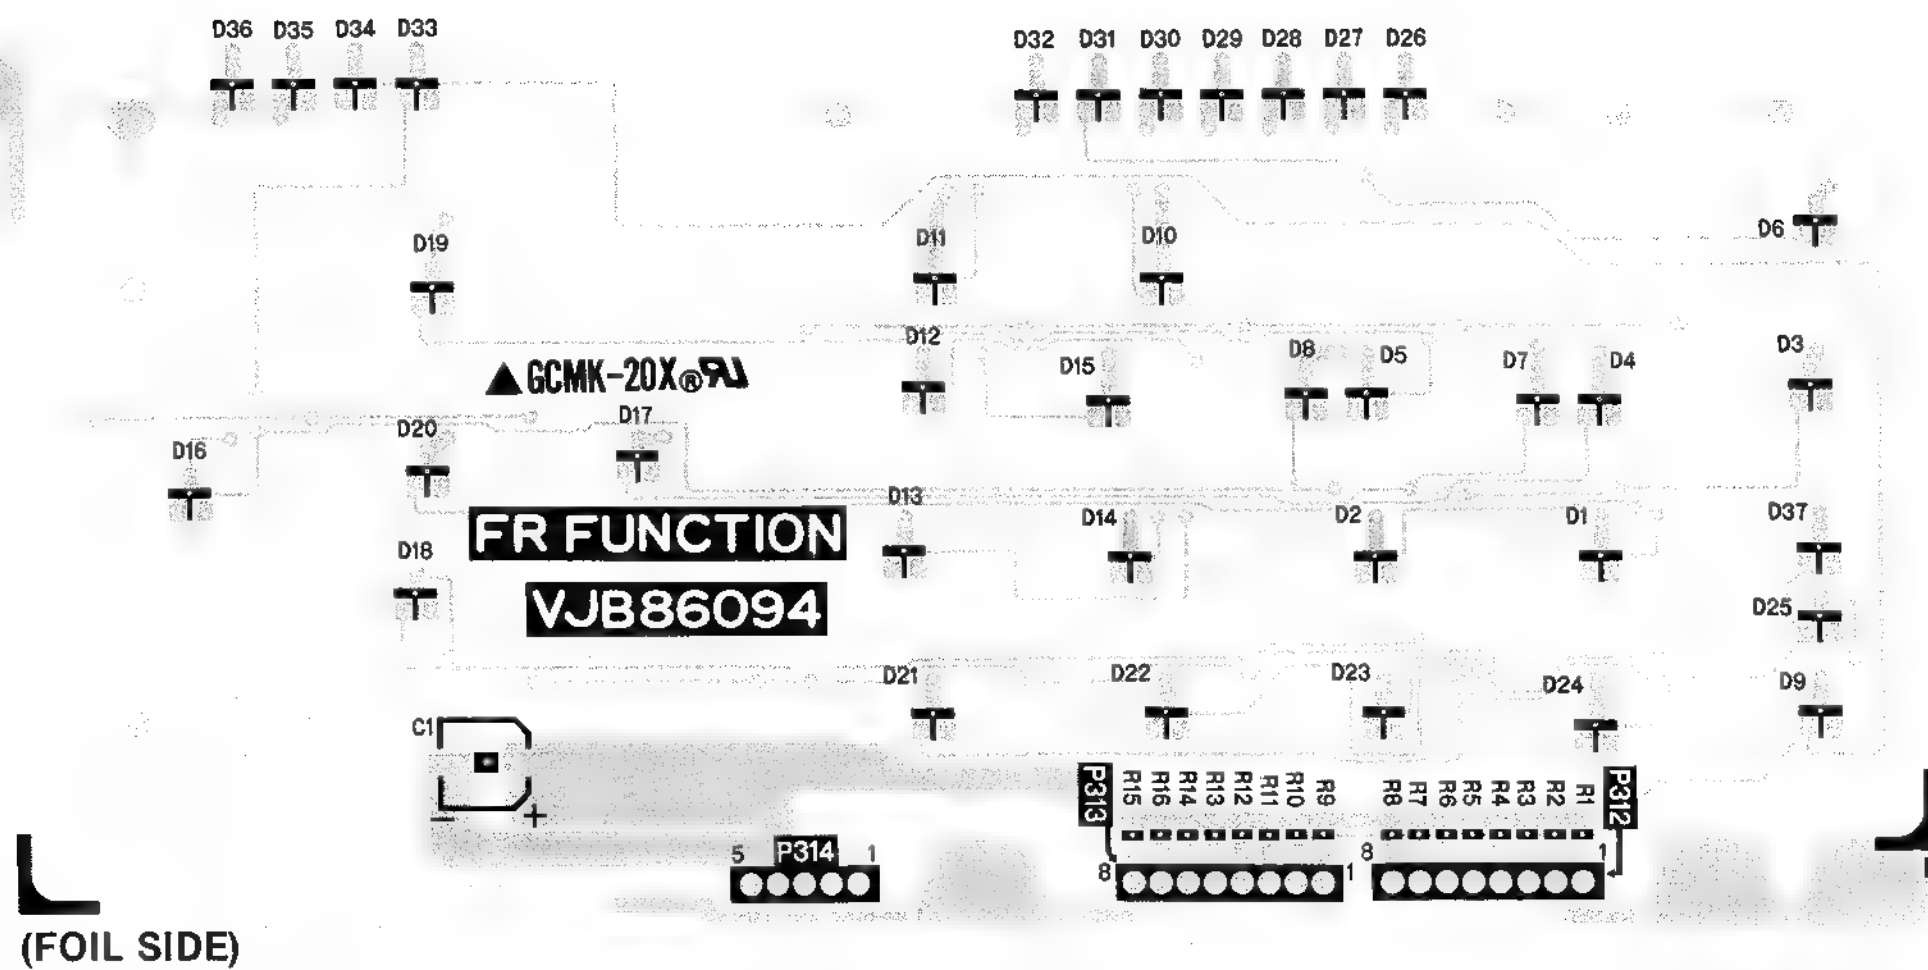 D36 D35 D34 D33
D32 D31 D30 D29 D28 D27 D26
D19 D11 D10 D6
D12
D15 D8 D5 D7 D4 D3
▲GCMK-20X®
D17
D20
D16
D13 D14 D2 D1 D37
FR FUNCTION
D18
VJB86094
D25
D21 D22 D23 D24 D9
C1
− +
P313 R15 R16 R14 R13 R12 R11 R10 R9 R8 R7 R6 R5 R4 R3 R2 R1 P312
5 P314 1
8 1 8 1
(FOIL SIDE)